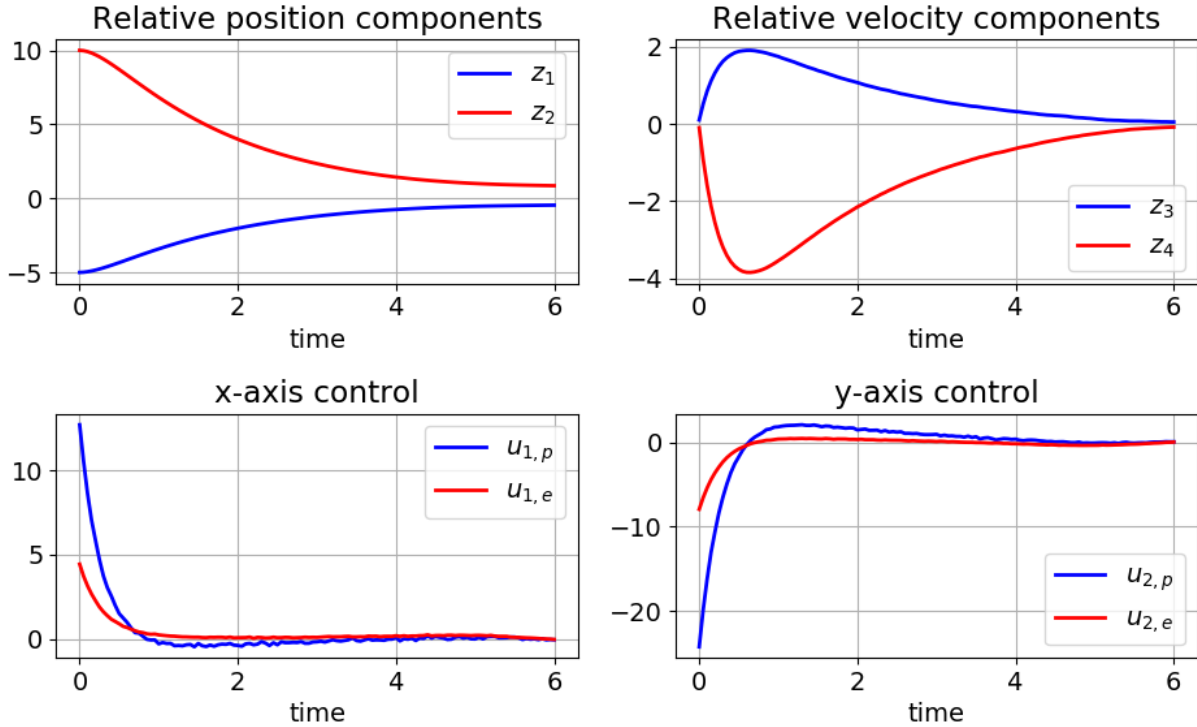 Relative position components
10
5
0
−5
z₁
z₂
0
2
4
6
time
Relative velocity components
2
0
−2
−4
z₃
z₄
0
2
4
6
time
x-axis control
10
5
0
u₁,ₚ
u₁,ₑ
0
2
4
6
time
y-axis control
0
−10
−20
u₂,ₚ
u₂,ₑ
0
2
4
6
time